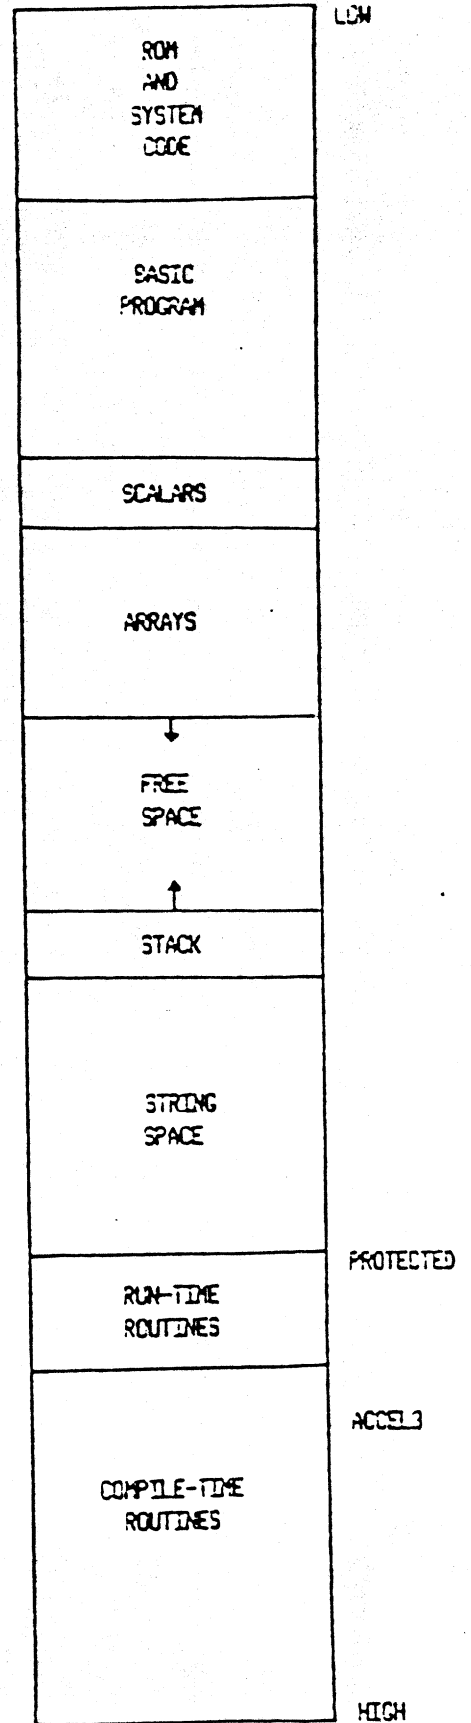 LOW
ROM
AND
SYSTEM
CODE
BASIC
PROGRAM
SCALARS
ARRAYS
FREE
SPACE
STACK
STRING
SPACE
PROTECTED
RUN-TIME
ROUTINES
ACCEL3
COMPILE-TIME
ROUTINES
HIGH